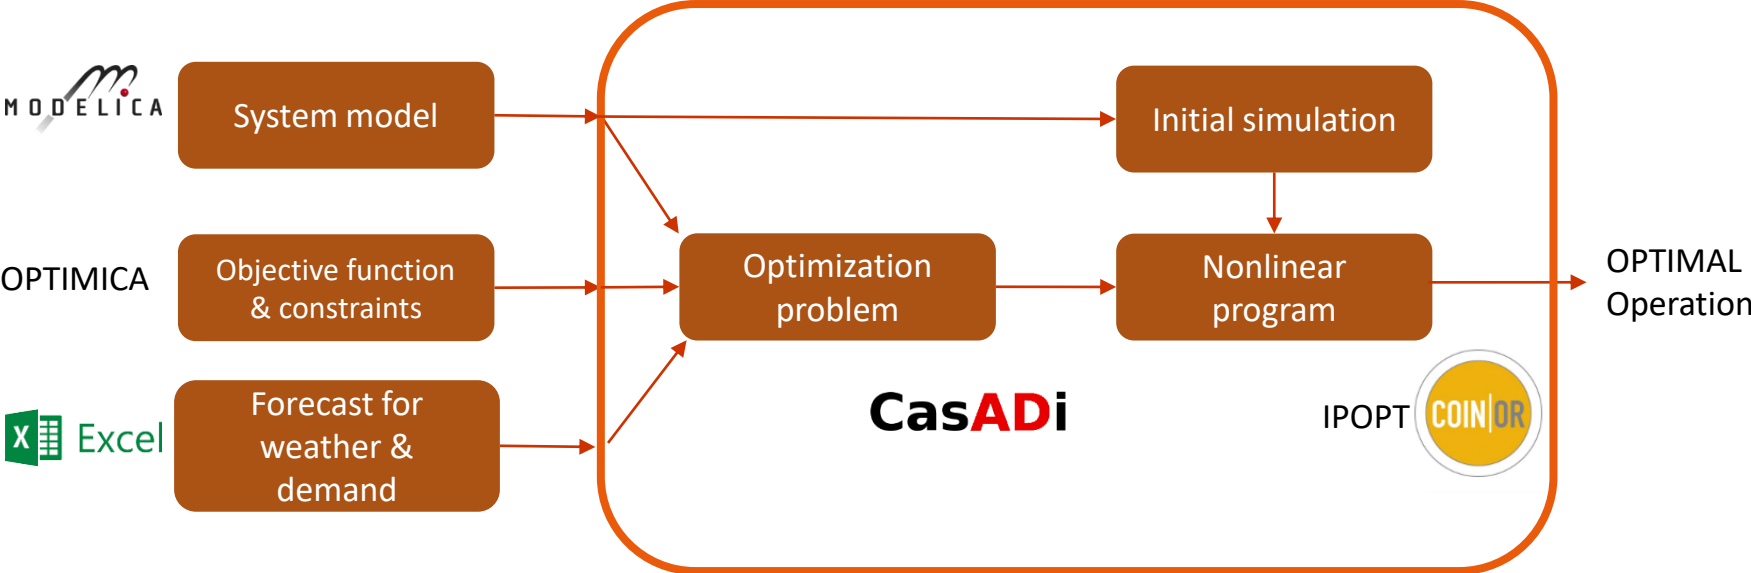 MODELICA
System model
Initial simulation
OPTIMICA
Objective function
& constraints
Optimization
problem
Nonlinear
program
OPTIMAL
Operation
X
Excel
Forecast for
weather &
demand
CasADi
IPOPT
COIN|OR